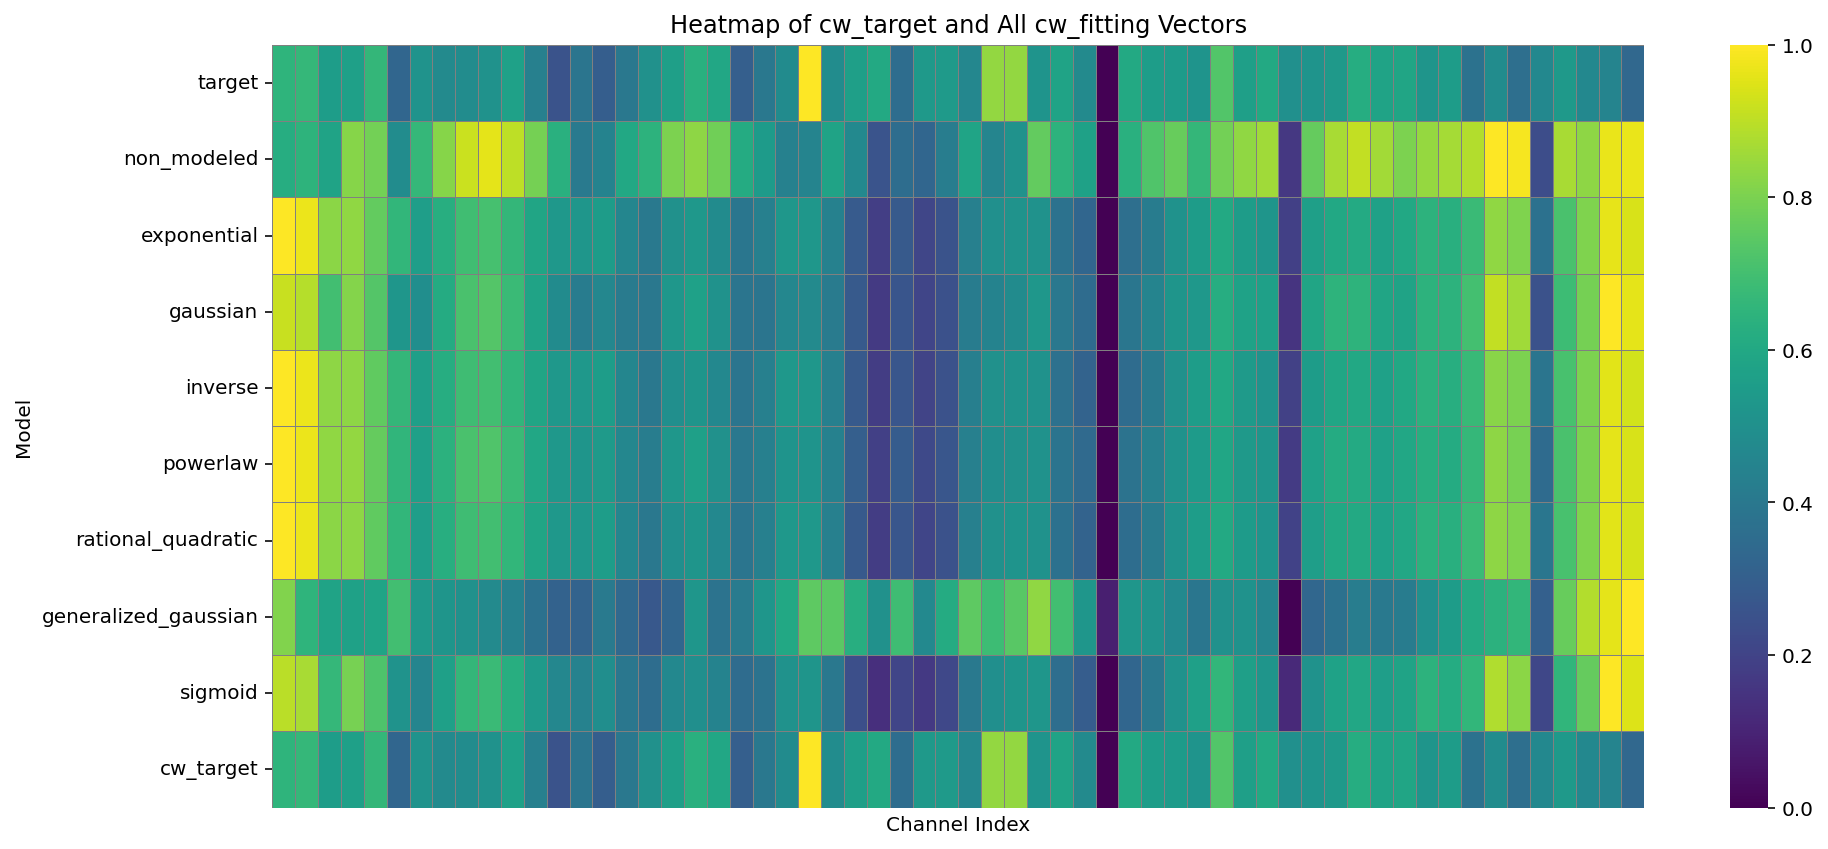 Heatmap of cw_target and All cw_fitting Vectors
Model
target
non_modeled
exponential
gaussian
inverse
powerlaw
rational_quadratic
generalized_gaussian
sigmoid
cw_target
Channel Index
1.0
0.8
0.6
0.4
0.2
0.0